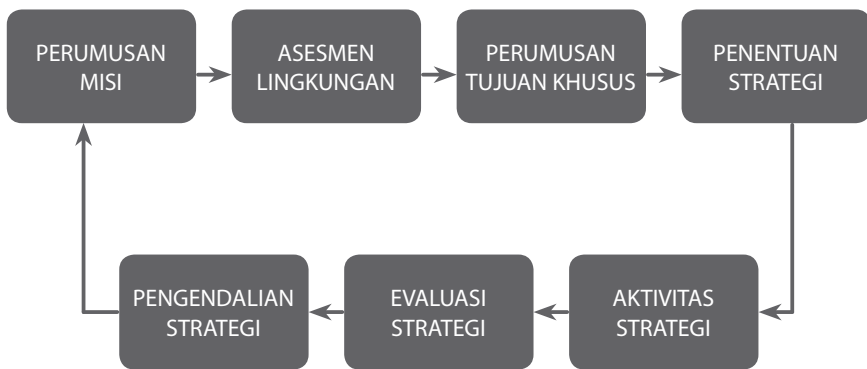 PERUMUSAN
MISI
ASESMEN
LINGKUNGAN
PERUMUSAN
TUJUAN KHUSUS
PENENTUAN
STRATEGI
AKTIVITAS
STRATEGI
EVALUASI
STRATEGI
PENGENDALIAN
STRATEGI